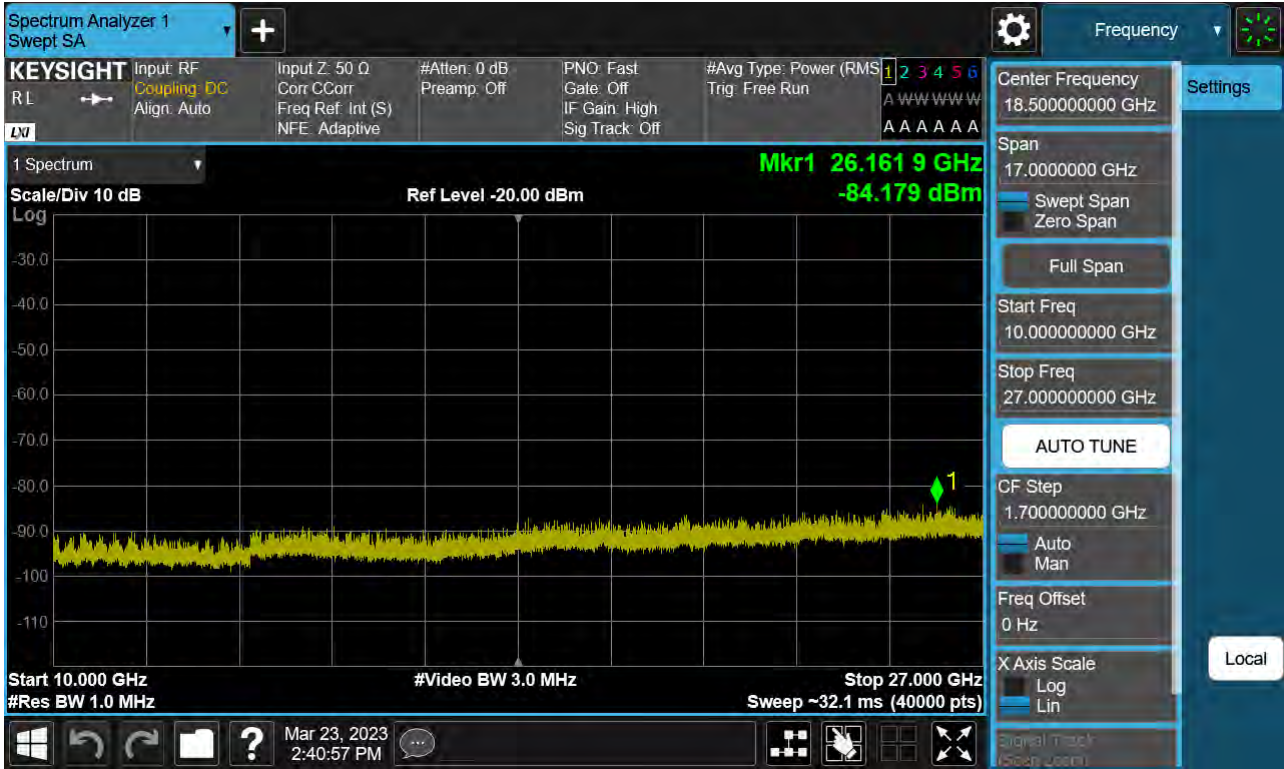 Spectrum Analyzer 1
Swept SA
+
Frequency
KEYSIGHT
R L
LXI
Input: RF
Coupling: DC
Align: Auto
Input Z: 50 Ω
Corr CCorr
Freq Ref: Int (S)
NFE: Adaptive
#Atten: 0 dB
Preamp: Off
PNO: Fast
Gate: Off
IF Gain: High
Sig Track: Off
#Avg Type: Power (RMS
Trig: Free Run
1 2 3 4 5 6
A W W W W W
A A A A A A
1 Spectrum
Scale/Div 10 dB
Log
Ref Level -20.00 dBm
Mkr1 26.161 9 GHz
-84.179 dBm
-30.0
-40.0
-50.0
-60.0
-70.0
-80.0
-90.0
-100
-110
1
Start 10.000 GHz
#Res BW 1.0 MHz
#Video BW 3.0 MHz
Stop 27.000 GHz
Sweep ~32.1 ms (40000 pts)
Center Frequency
18.500000000 GHz
Span
17.0000000 GHz
Swept Span
Zero Span
Full Span
Start Freq
10.000000000 GHz
Stop Freq
27.000000000 GHz
AUTO TUNE
CF Step
1.700000000 GHz
Auto
Man
Freq Offset
0 Hz
X Axis Scale
Log
Lin
Signal Track
(Span Zoom)
Settings
Local
?
Mar 23, 2023
2:40:57 PM